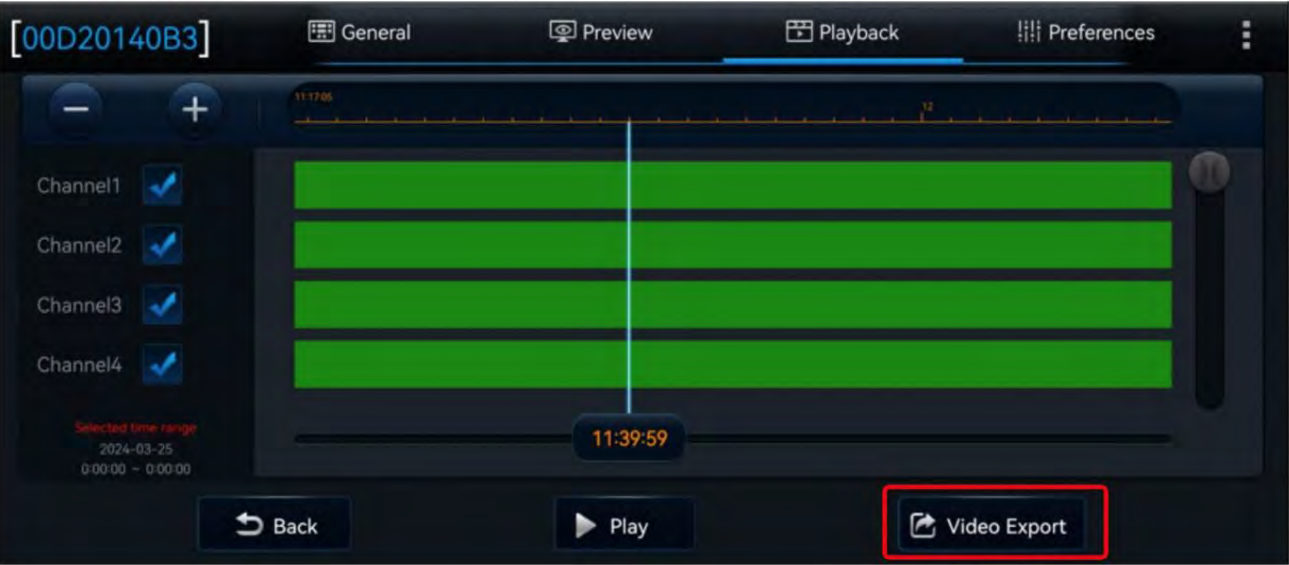 [00D20140B3]
General
Preview
Playback
Preferences
11:17:05
12
Channel1
Channel2
Channel3
Channel4
Selected time range
2024-03-25
0:00:00 ~ 0:00:00
11:39:59
Back
Play
Video Export